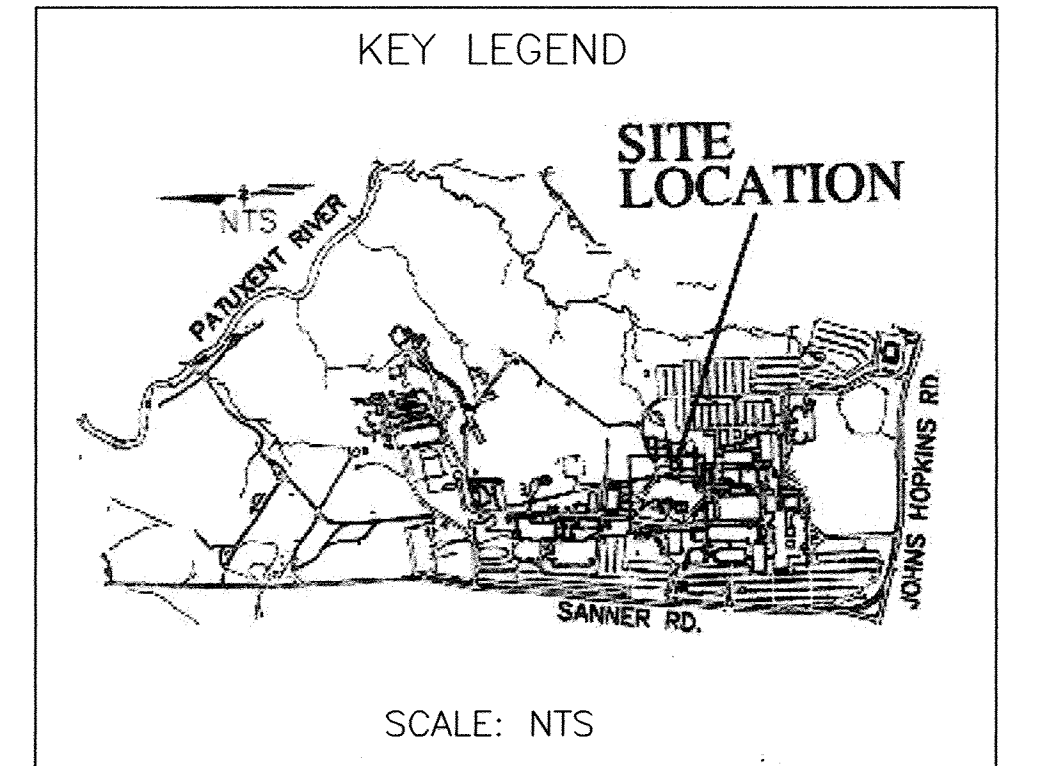 KEY LEGEND
SITE
LOCATION
NTS
PATUXENT RIVER
JOHNS HOPKINS RD.
SANNER RD.
SCALE: NTS